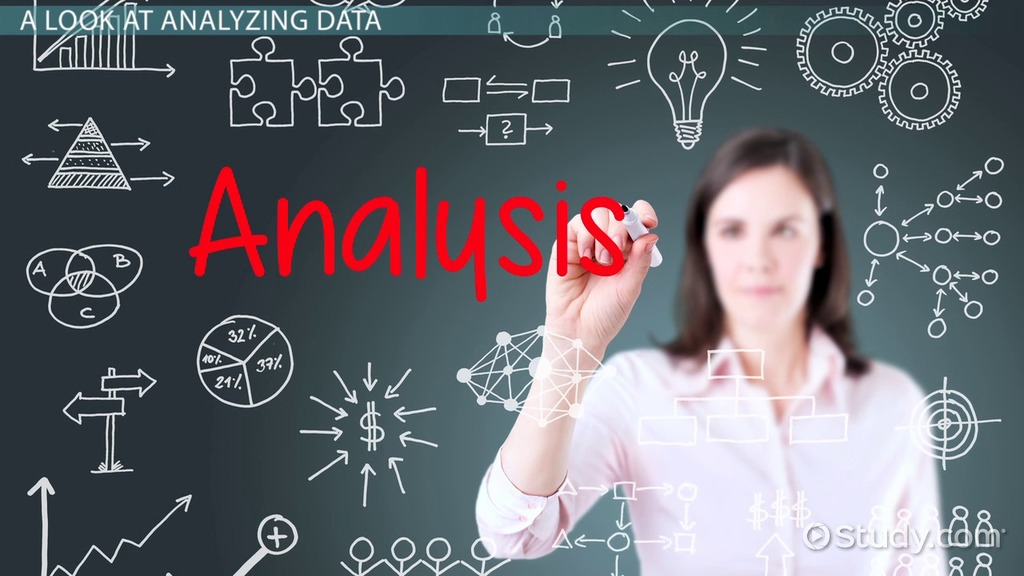 A LOOK AT ANALYZING DATA
?
Analysis
A B
C
32%
10% 37%
21%
$
$$$
Study.com